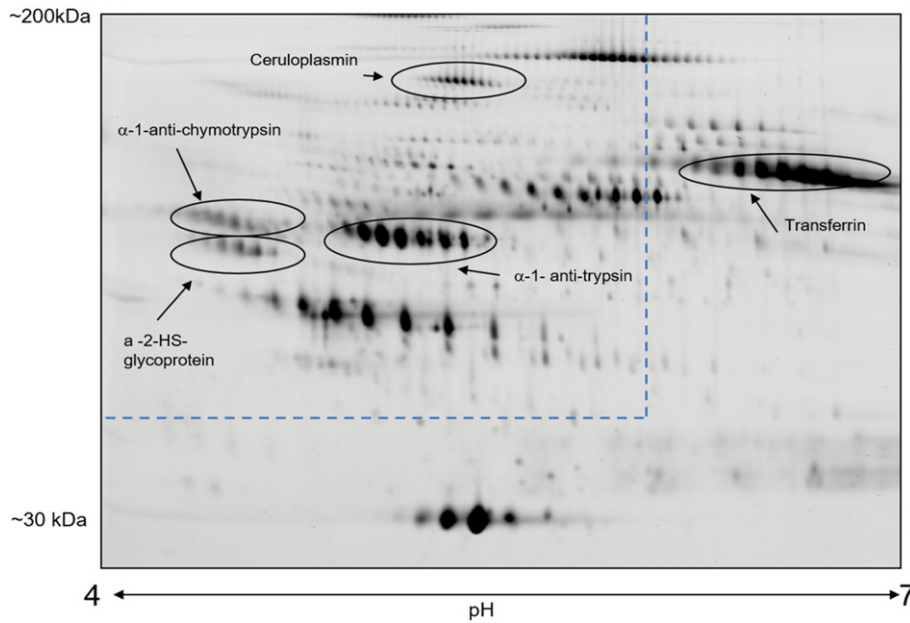 ~200kDa
Ceruloplasmin
α-1-anti-chymotrypsin
Transferrin
α-1- anti-trypsin
a -2-HS-
glycoprotein
~30 kDa
4
7
pH